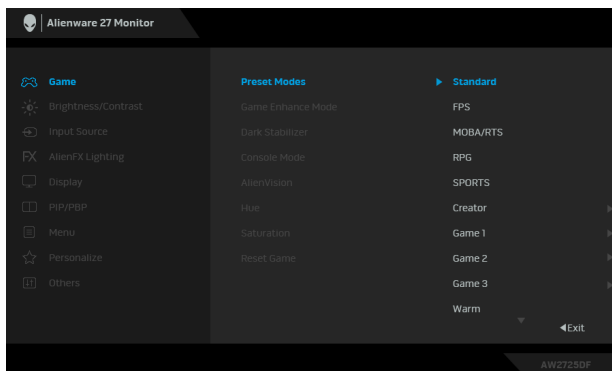 Alienware 27 Monitor
Game
Brightness/Contrast
Input Source
AlienFX Lighting
Display
PIP/PBP
Menu
Personalize
Others
Preset Modes
Game Enhance Mode
Dark Stabilizer
Console Mode
AlienVision
Hue
Saturation
Reset Game
Standard
FPS
MOBA/RTS
RPG
SPORTS
Creator
Game 1
Game 2
Game 3
Warm
Exit
AW2725DF